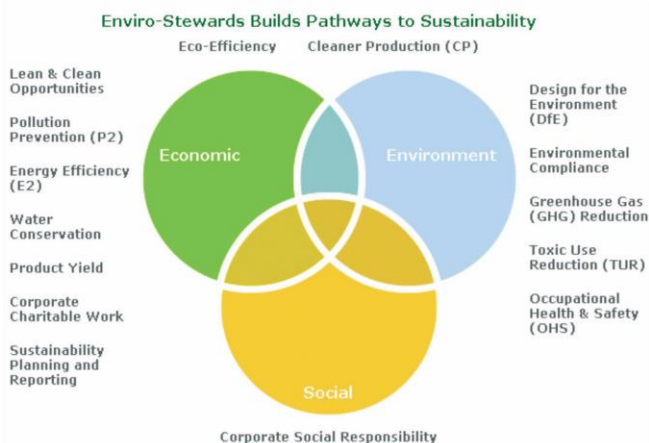 Enviro-Stewards Builds Pathways to Sustainability
Eco-Efficiency
Cleaner Production (CP)
Lean & Clean
Opportunities
Pollution
Prevention (P2)
Energy Efficiency
(E2)
Water
Conservation
Product Yield
Corporate
Charitable Work
Sustainability
Planning and
Reporting
Economic
Environment
Social
Design for the
Environment
(DfE)
Environmental
Compliance
Greenhouse Gas
(GHG) Reduction
Toxic Use
Reduction (TUR)
Occupational
Health & Safety
(OHS)
Corporate Social Responsibility